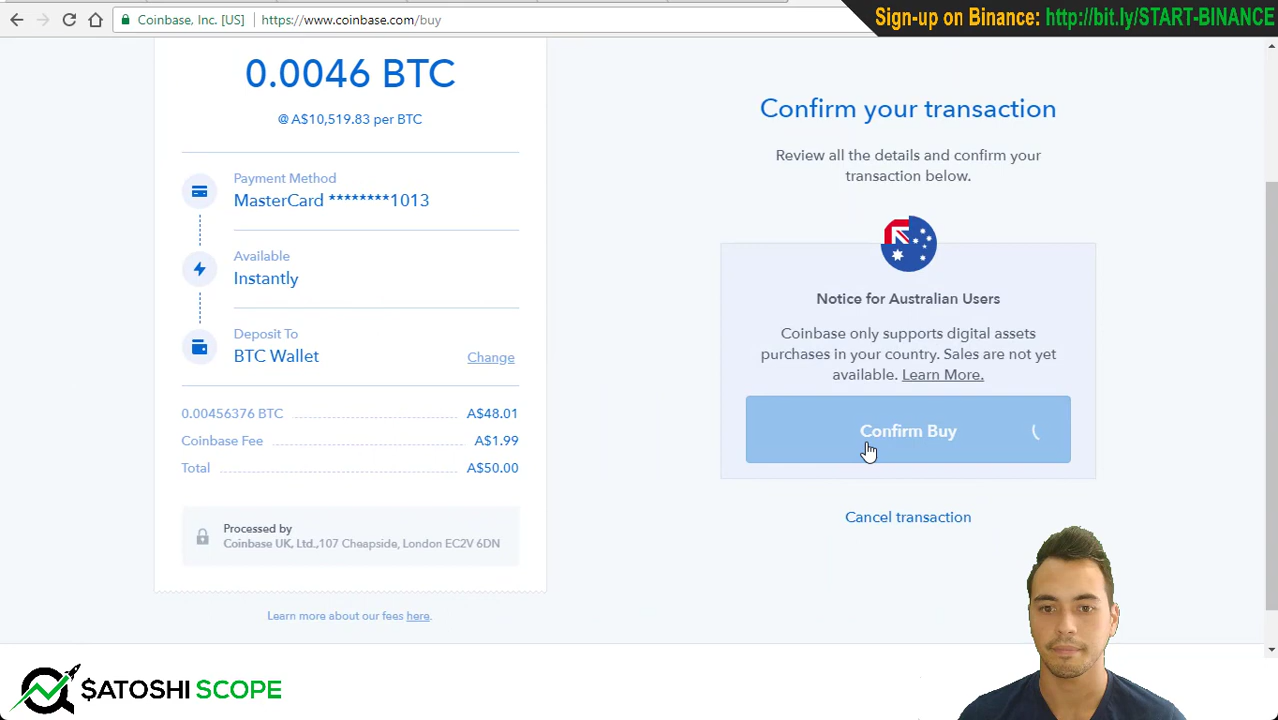 Coinbase, Inc. [US]
https://www.coinbase.com/buy
Sign-up on Binance: http://bit.ly/START-BINANCE
0.0046 BTC
@ A$10,519.83 per BTC
Payment Method
MasterCard ********1013
Available
Instantly
Deposit To
BTC Wallet
Change
0.00456376 BTC A$48.01
Coinbase Fee A$1.99
Total A$50.00
Processed by
Coinbase UK, Ltd.,107 Cheapside, London EC2V 6DN
Learn more about our fees here.
Confirm your transaction
Review all the details and confirm your
transaction below.
Notice for Australian Users
Coinbase only supports digital assets
purchases in your country. Sales are not yet
available. Learn More.
Confirm Buy
Cancel transaction
$ATOSHI SCOPE